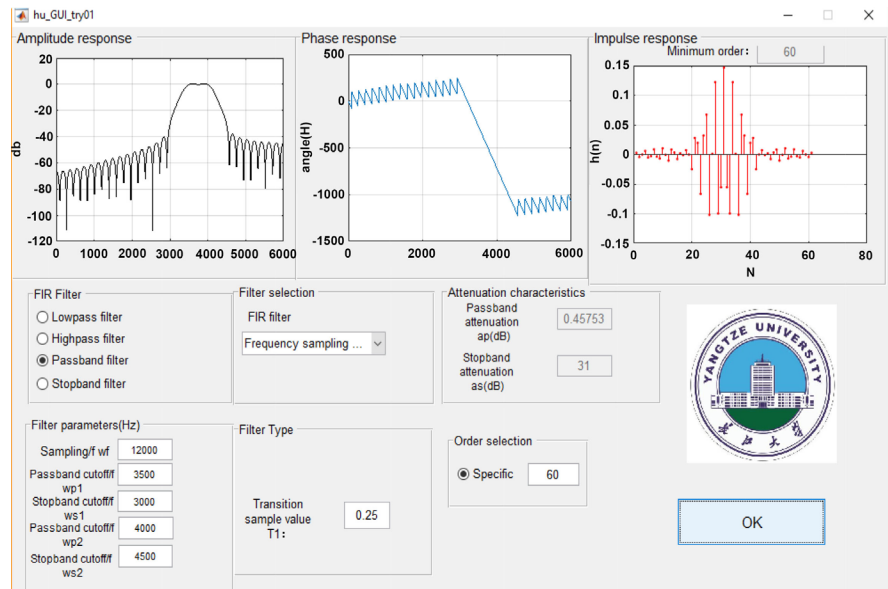 hu_GUI_try01
Amplitude response
20
0
-20
-40
-60
-80
-100
-120
db
0 1000 2000 3000 4000 5000 6000
Phase response
500
0
-500
-1000
-1500
angle(H)
0 2000 4000 6000
Impulse response
Minimum order: 60
0.15
0.1
0.05
0
-0.05
-0.1
-0.15
h(n)
0 20 40 60 80
N
FIR Filter
Lowpass filter
Highpass filter
Passband filter
Stopband filter
Filter selection
FIR filter
Frequency sampling ...
Attenuation characteristics
Passband
attenuation
ap(dB)
0.45753
Stopband
attenuation
as(dB)
31
YANGTZE UNIVERSITY
长江大学
Filter parameters(Hz)
Sampling/f wf 12000
Passband cutoff/f
wp1
3500
Stopband cutoff/f
ws1
3000
Passband cutoff/f
wp2
4000
Stopband cutoff/f
ws2
4500
Filter Type
Transition
sample value
T1:
0.25
Order selection
Specific 60
OK